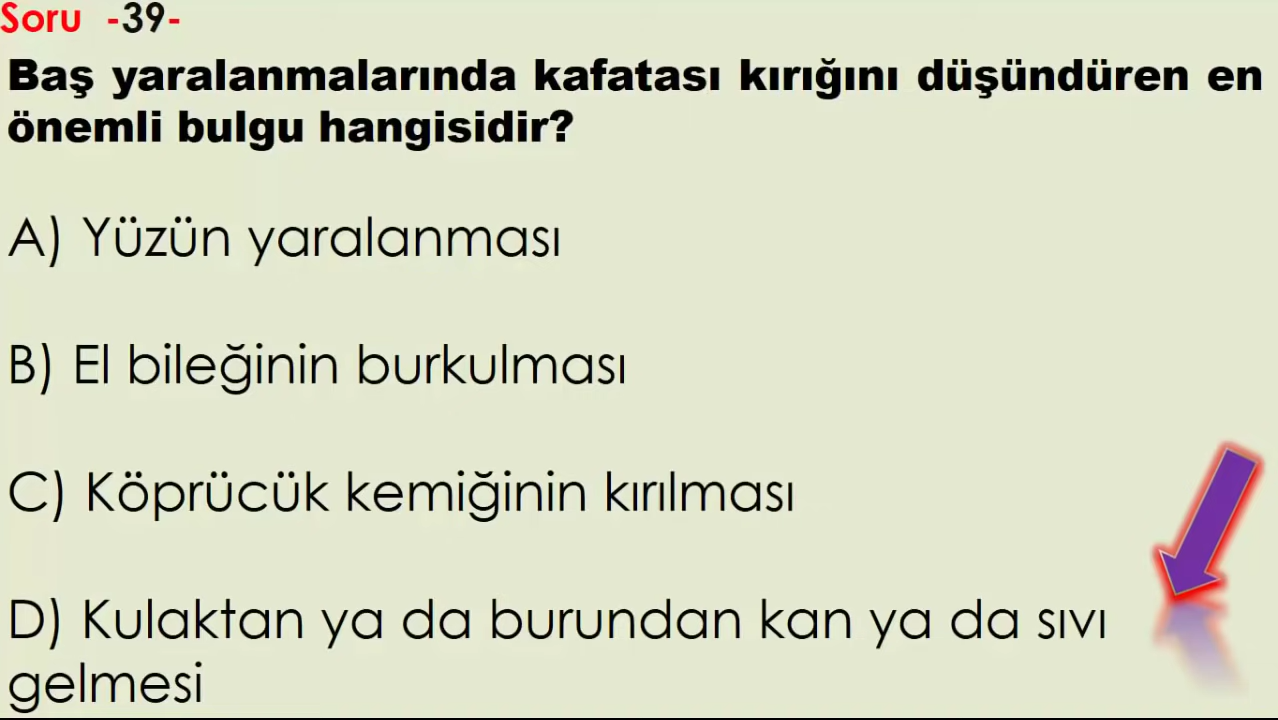 Soru -39-
Baş yaralanmalarında kafatası kırığını düşündüren en
önemli bulgu hangisidir?
A) Yüzün yaralanması
B) El bileğinin burkulması
C) Köprücük kemiğinin kırılması
D) Kulaktan ya da burundan kan ya da sıvı
gelmesi